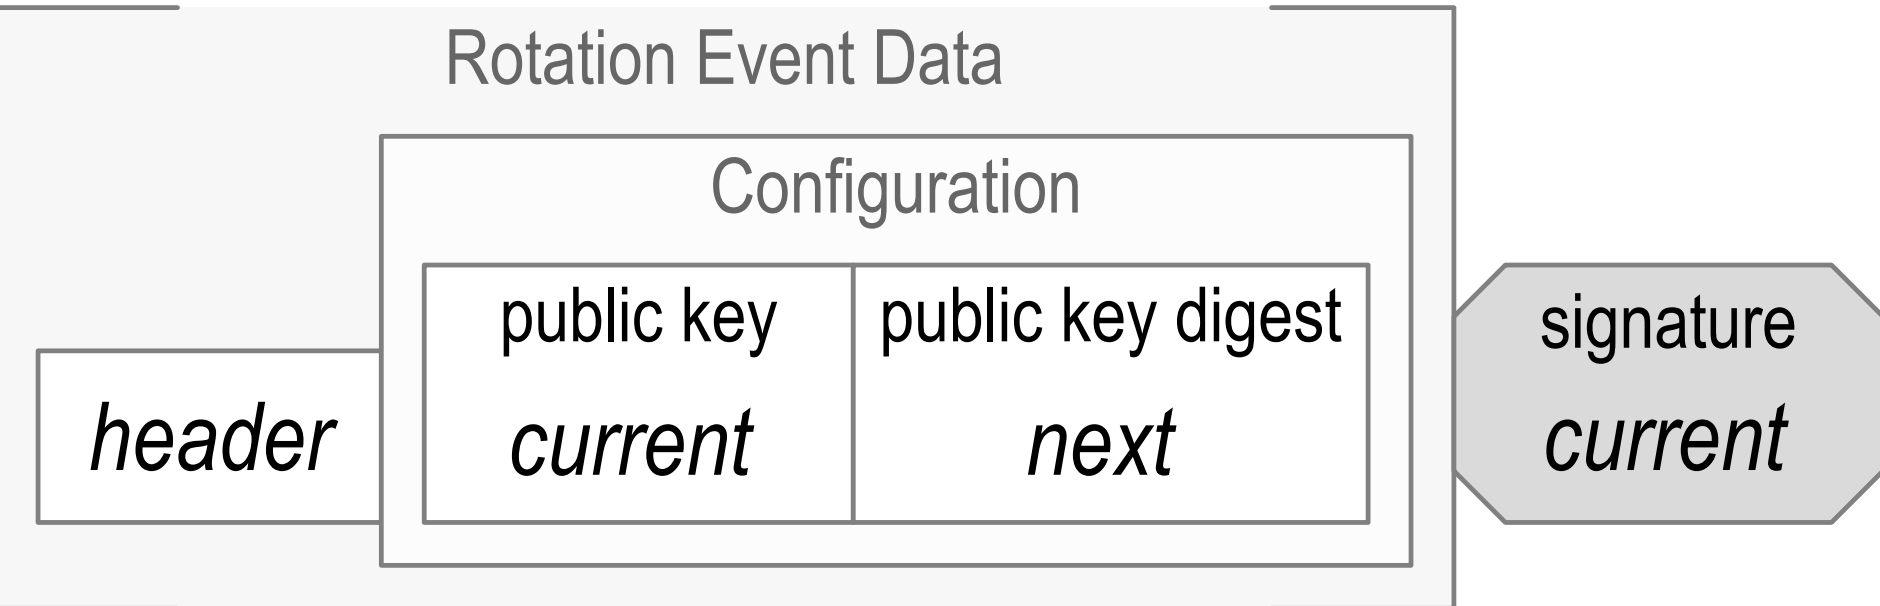 Rotation Event Data
Configuration
public key
public key digest
signature
header
current
next
current